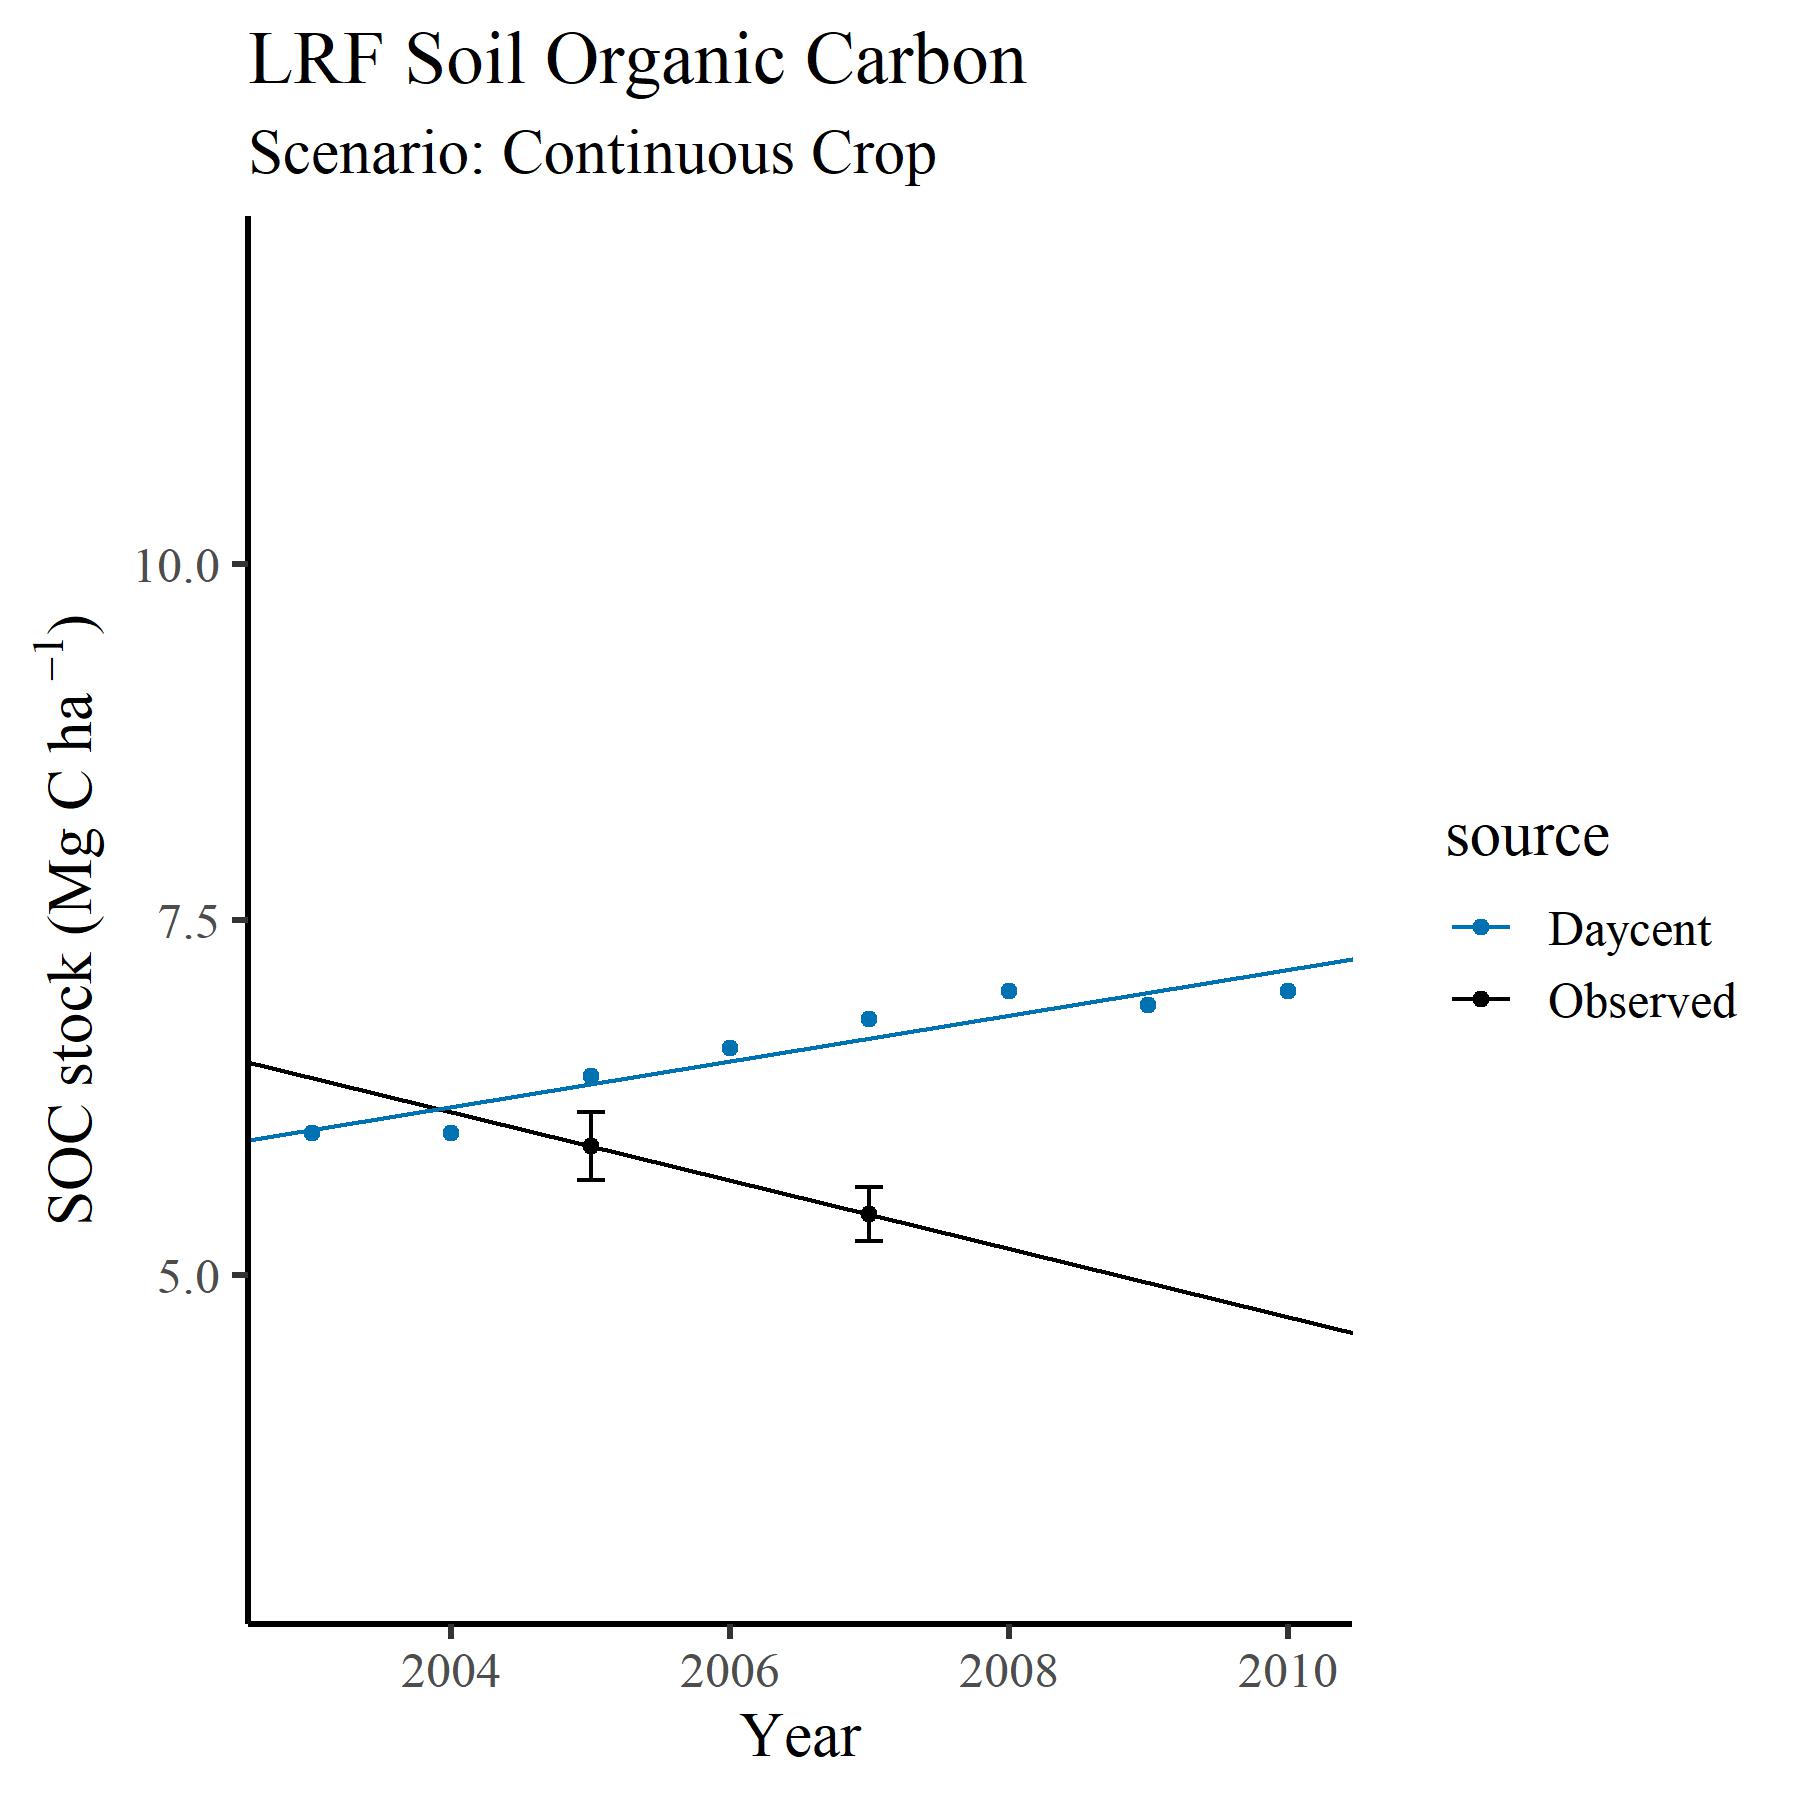 LRF Soil Organic Carbon
Scenario: Continuous Crop
SOC stock (Mg C ha −1)
10.0
7.5
5.0
2004 2006 2008 2010
Year
source
Daycent
Observed